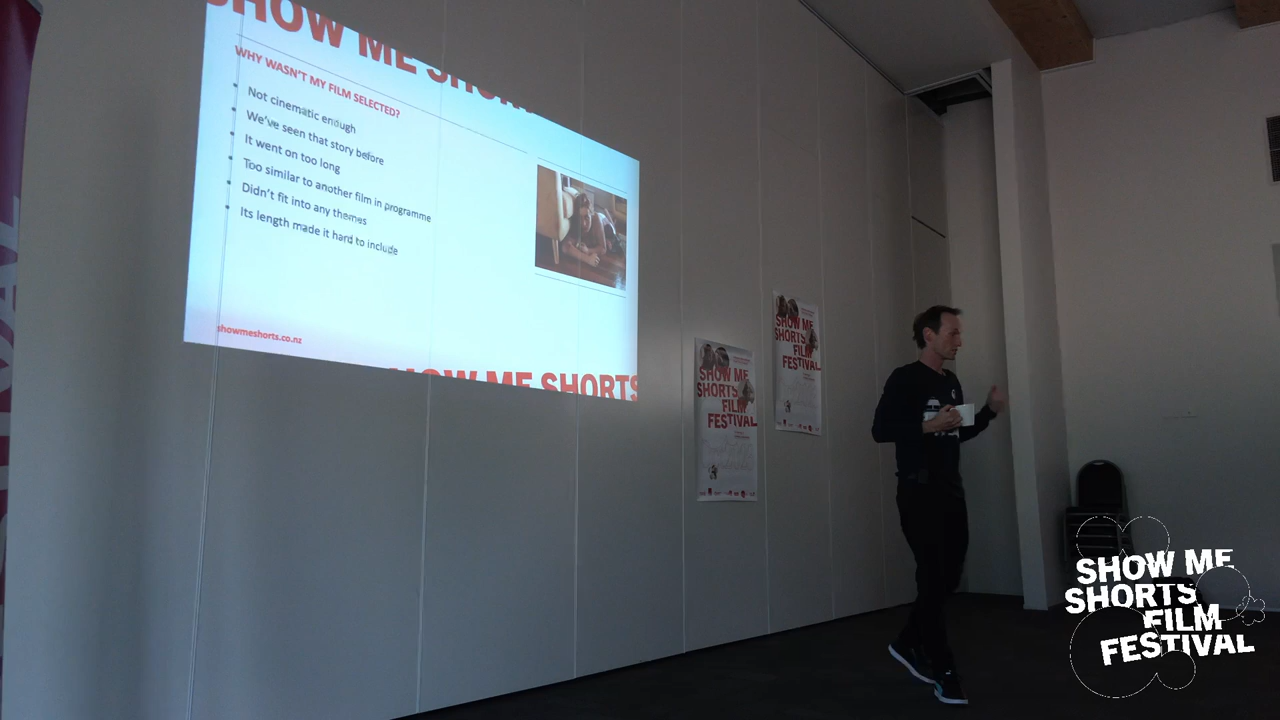 SHOW ME SHORTS
WHY WASN'T MY FILM SELECTED?
Not cinematic enough
We've seen that story before
It went on too long
Too similar to another film in programme
Didn't fit into any themes
Its length made it hard to include
showmeshorts.co.nz
SHOW ME SHORTS
SHOW ME
SHORTS
FILM
FESTIVAL
SHOW ME
SHORTS
FILM
FESTIVAL
SHOW ME
SHORTS
FILM
FESTIVAL